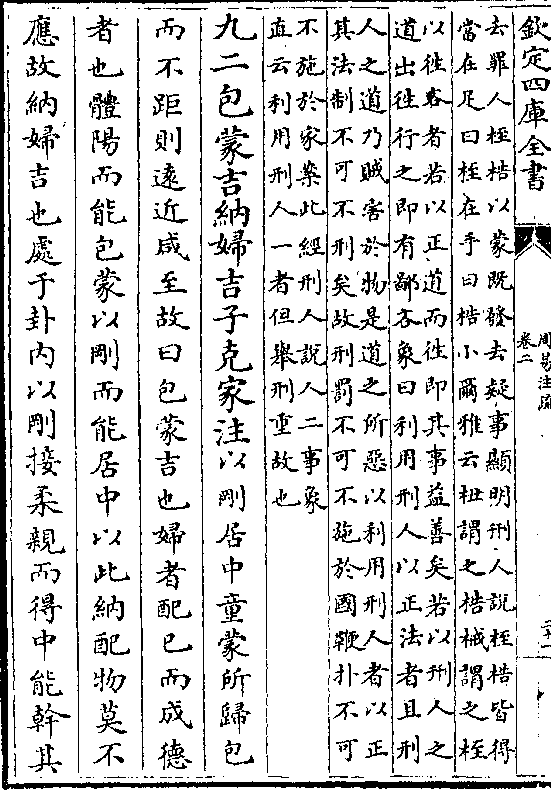 欽定四庫全書
周易注疏
卷二
去罪人桎梏以蒙既發去疑事顯明刑人說桎梏皆得
當在足曰桎在手曰梏小爾雅云杻謂之梏械謂之桎
以往吝者若以正道而往即其事益善矣若以刑人之
道出往行之即有鄙吝象曰利用刑人以正法者且刑
人之道乃賊害於物是道之所惡以利用刑人者以正
其法制不可不刑矣故刑罰不可不施於國鞭扑不可
不施於家案此經刑人說人二事象
直云利用刑人一者但舉刑重故也
九二包蒙吉納婦吉子克家注以剛居中童蒙所歸包
而不距則遠近咸至故曰包蒙吉也婦者配已而成德
者也體陽而能包蒙以剛而能居中以此納配物莫不
應故納婦吉也處于卦内以剛接柔親而得中能幹其